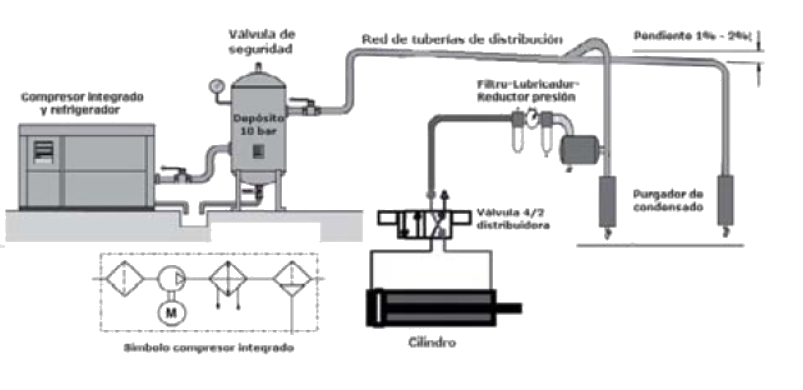 Válvula de
seguridad
Red de tuberías de distribución
Pendiente 1% - 2%
Compresor integrado
y refrigerador
Filtro-Lubricador-
Reductor presión
Depósito
10 bar
Válvula 4/2
distribuidora
Purgador de
condensado
M
Símbolo compresor integrado
Cilindro